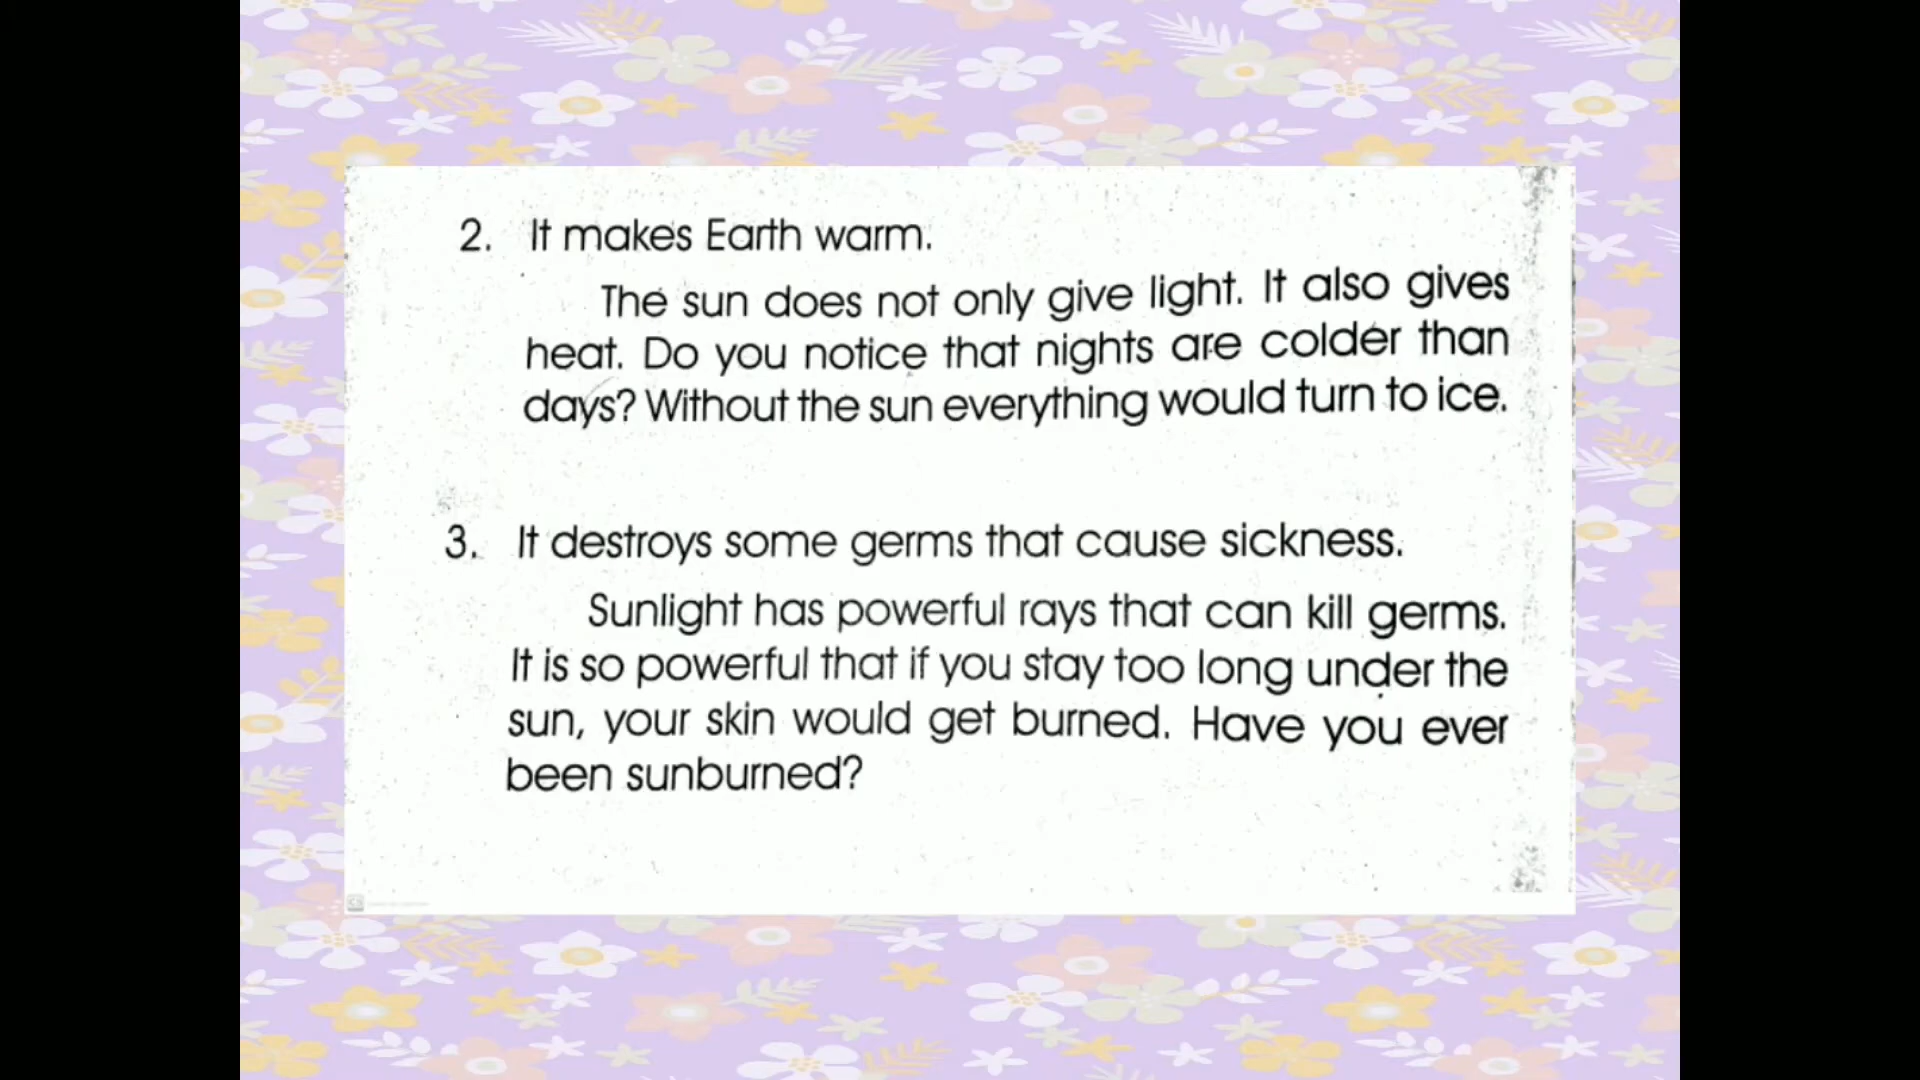 2. It makes Earth warm.
The sun does not only give light. It also gives
heat. Do you notice that nights are colder than
days? Without the sun everything would turn to ice.
3. It destroys some germs that cause sickness.
Sunlight has powerful rays that can kill germs.
It is so powerful that if you stay too long under the
sun, your skin would get burned. Have you ever
been sunburned?